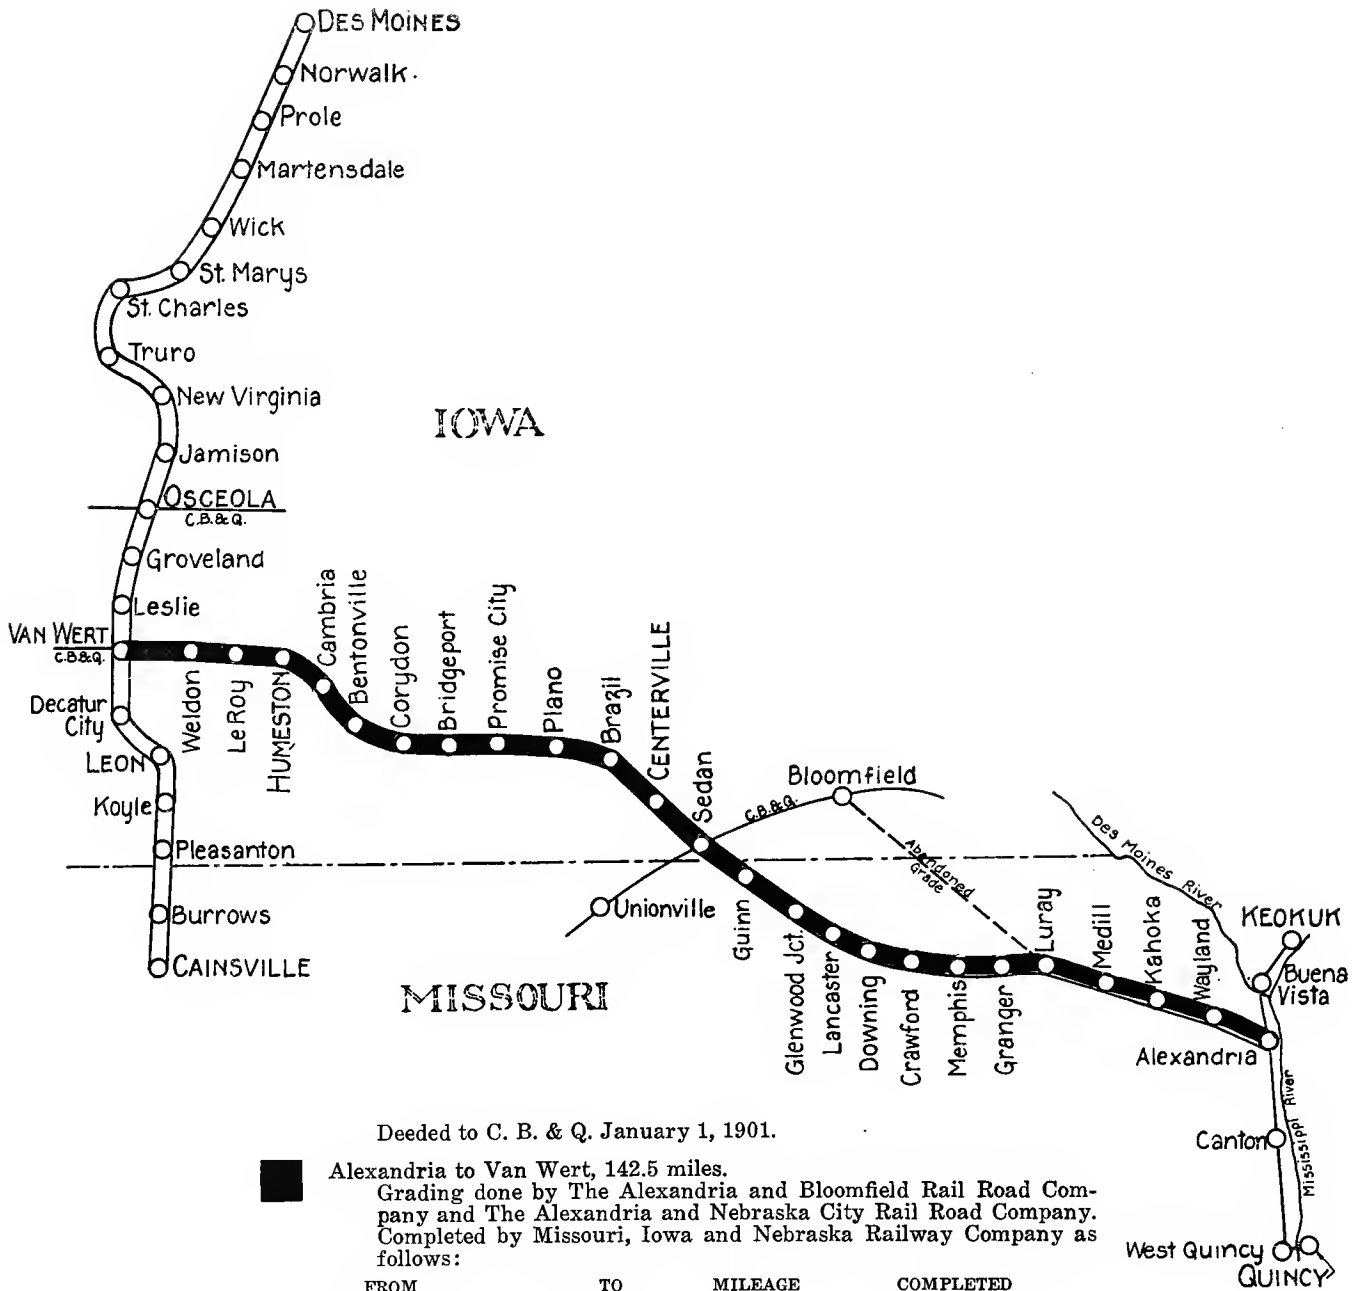 DES MOINES
Norwalk.
Prole
Martensdale
Wick
St. Marys
St. Charles
Truro
New Virginia
IOWA
Jamison
OSCEOLA
C.B.&Q.
Groveland
Leslie
VAN WERT
C.B.&Q.
Decatur
City
LEON
Koyle
Pleasanton
Burrows
CAINSVILLE
Weldon
LeRoy
HUMESTON
Cambria
Bentonville
Corydon
Bridgeport
Promise City
Plano
Brazil
CENTERVILLE
Sedan
Bloomfield
C.B.&Q.
Unionville
Abandoned
Grade
Des Moines River
Guinn
Glenwood Jct.
Lancaster
Downing
Crawford
Memphis
Granger
Luray
Medill
Kahoka
Wayland
KEOKUK
Buena
Vista
Alexandria
MISSOURI
Canton
Mississippi River
West Quincy
QUINCY
Deeded to C. B. & Q. January 1, 1901.
Alexandria to Van Wert, 142.5 miles.
Grading done by The Alexandria and Bloomfield Rail Road Com-
pany and The Alexandria and Nebraska City Rail Road Company.
Completed by Missouri, Iowa and Nebraska Railway Company as
follows:
FROM TO MILEAGE COMPLETED